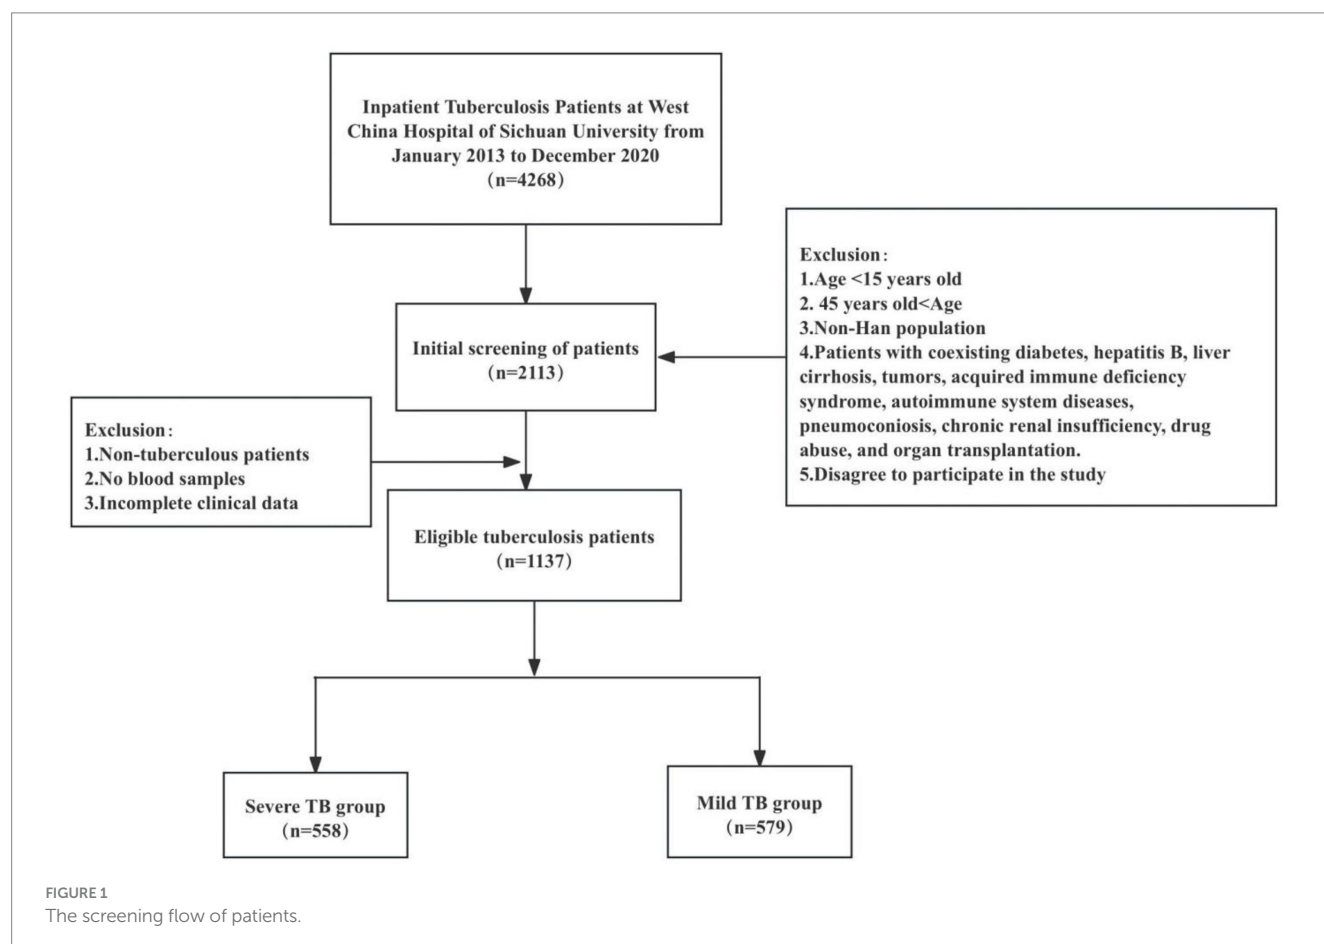 Inpatient Tuberculosis Patients at West
China Hospital of Sichuan University from
January 2013 to December 2020
(n=4268)
Exclusion:
1.Age <15 years old
2. 45 years old<Age
3.Non-Han population
4.Patients with coexisting diabetes, hepatitis B, liver
cirrhosis, tumors, acquired immune deficiency
syndrome, autoimmune system diseases,
pneumoconiosis, chronic renal insufficiency, drug
abuse, and organ transplantation.
5.Disagree to participate in the study
Initial screening of patients
(n=2113)
Exclusion:
1.Non-tuberculous patients
2.No blood samples
3.Incomplete clinical data
Eligible tuberculosis patients
(n=1137)
Severe TB group
(n=558)
Mild TB group
(n=579)
FIGURE 1
The screening flow of patients.